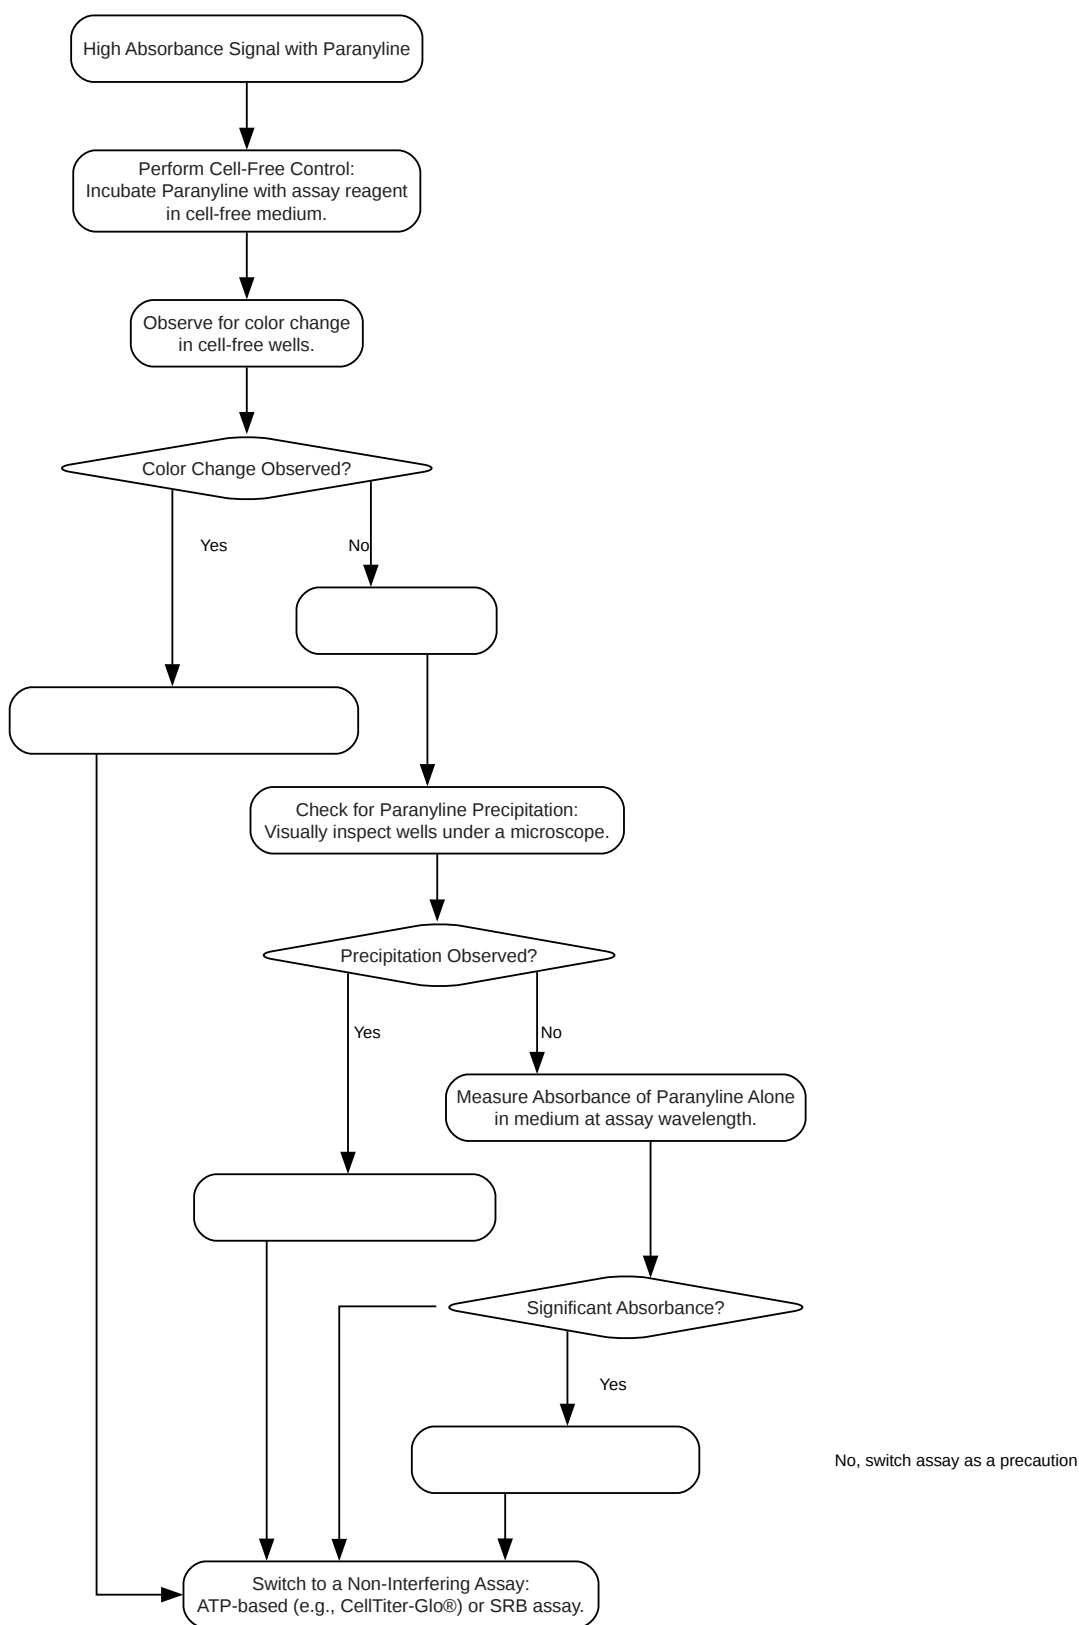 High Absorbance Signal with Paranyline
Perform Cell-Free Control:
Incubate Paranyline with assay reagent
in cell-free medium.
Observe for color change
in cell-free wells.
Color Change Observed?
Yes
No
Check for Paranyline Precipitation:
Visually inspect wells under a microscope.
Precipitation Observed?
Yes
No
Measure Absorbance of Paranyline Alone
in medium at assay wavelength.
Significant Absorbance?
Yes
No, switch assay as a precaution
Switch to a Non-Interfering Assay:
ATP-based (e.g., CellTiter-Glo®) or SRB assay.